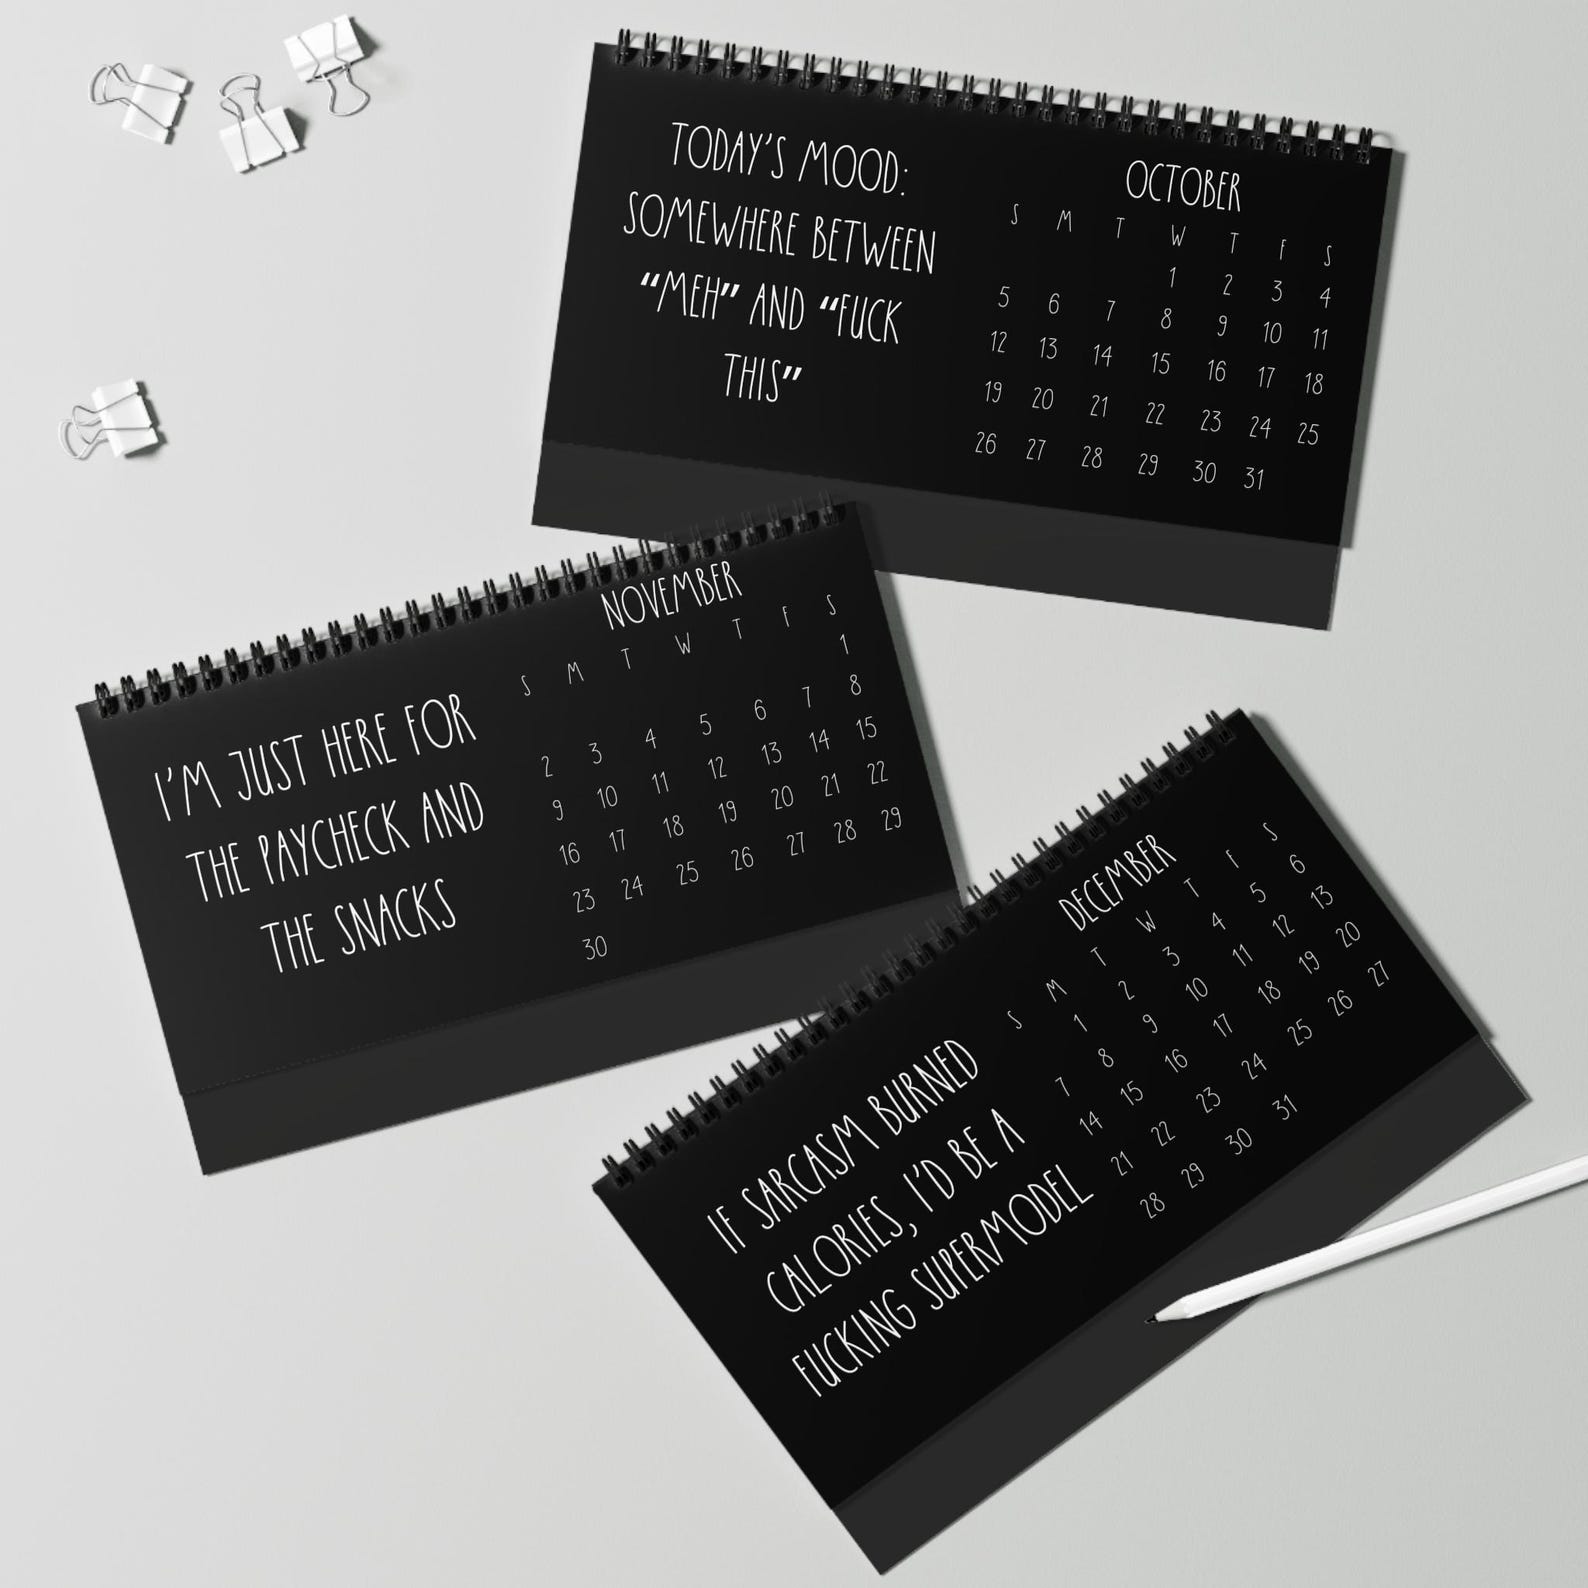 TODAY'S MOOD:
SOMEWHERE BETWEEN
“MEH” AND “FUCK
THIS”
OCTOBER
S M T W T F S
1 2 3 4
5 6 7 8 9 10 11
12 13 14 15 16 17 18
19 20 21 22 23 24 25
26 27 28 29 30 31
I'M JUST HERE FOR
THE PAYCHECK AND
THE SNACKS
NOVEMBER
S M T W T F S
1
2 3 4 5 6 7 8
9 10 11 12 13 14 15
16 17 18 19 20 21 22
23 24 25 26 27 28 29
30
IF SARCASM BURNED
CALORIES, I'D BE A
FUCKING SUPERMODEL
DECEMBER
S M T W T F S
1 2 3 4 5 6
7 8 9 10 11 12 13
14 15 16 17 18 19 20
21 22 23 24 25 26 27
28 29 30 31